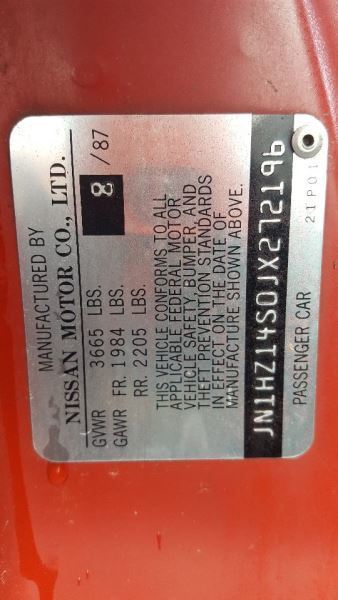 MANUFACTURED BY
NISSAN MOTOR CO., LTD.
8 /87
GVWR 3665 LBS.
GAWR FR. 1984 LBS.
RR. 2205 LBS.
THIS VEHICLE CONFORMS TO ALL
APPLICABLE FEDERAL MOTOR
VEHICLE SAFETY, BUMPER, AND
THEFT PREVENTION STANDARDS
IN EFFECT ON THE DATE OF
MANUFACTURE SHOWN ABOVE.
JN1HZ14S0JX272196
PASSENGER CAR 21P01